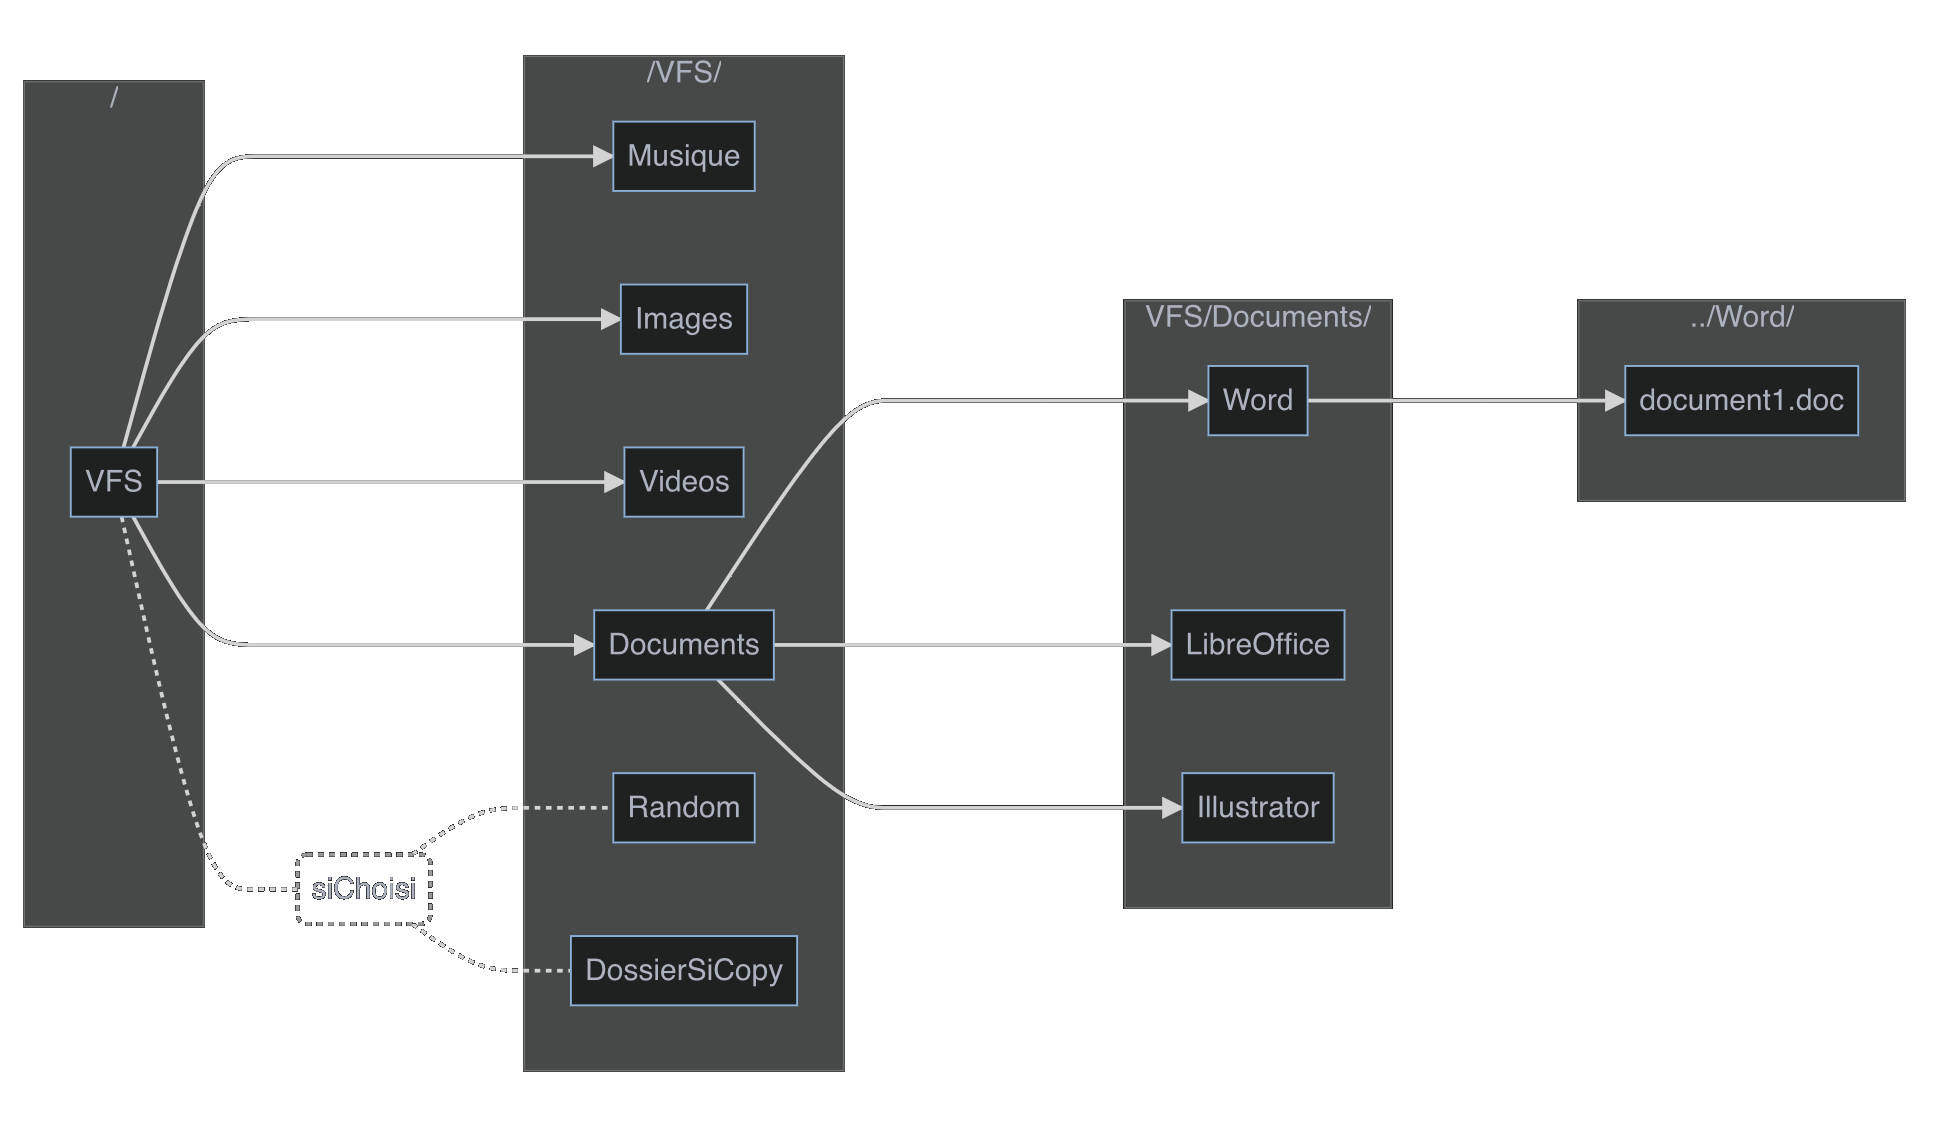 /
VFS
siChoisi
/VFS/
Musique
Images
Videos
Documents
Random
DossierSiCopy
VFS/Documents/
Word
LibreOffice
Illustrator
../Word/
document1.doc